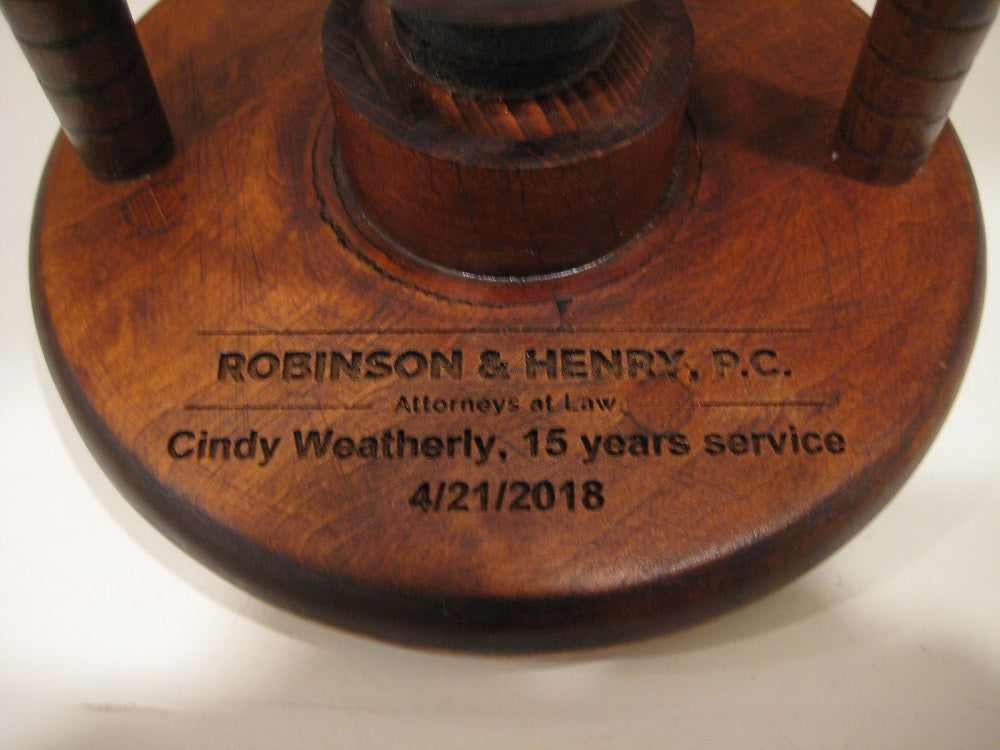 ROBINSON & HENRY, P.C.
Attorneys at Law
Cindy Weatherly, 15 years service
4/21/2018